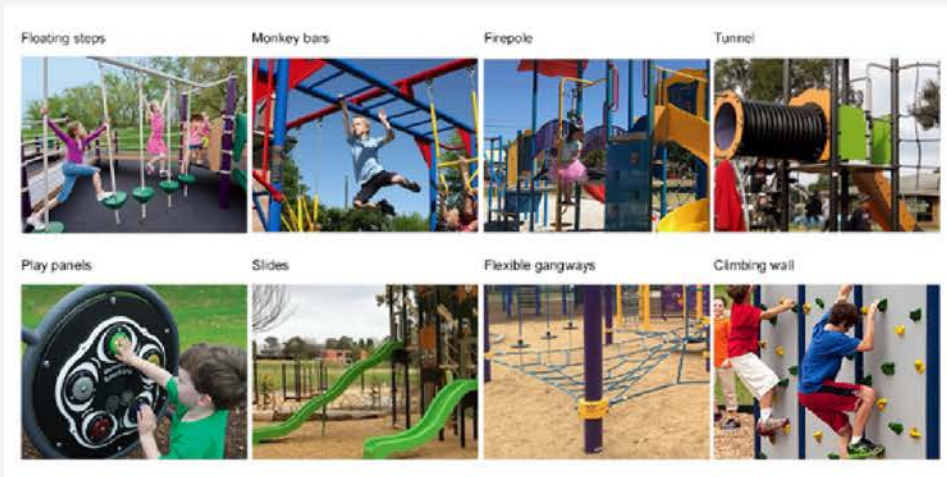 Floating steps
Monkey bars
Firepole
Tunnel
Play panels
Slides
Flexible gangways
Climbing wall